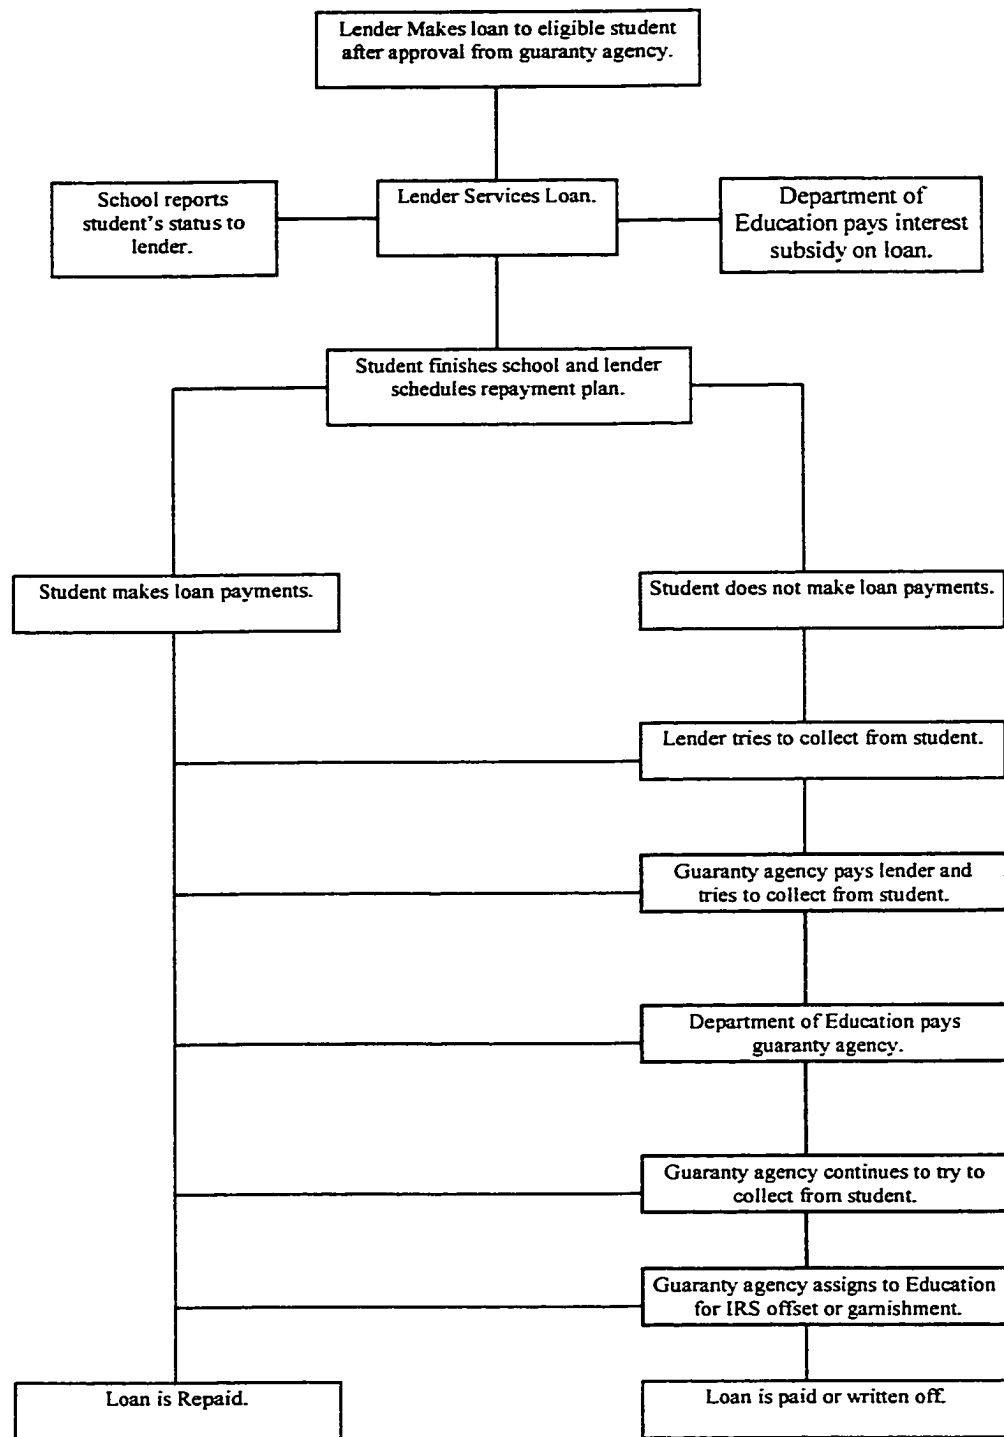 Lender Makes loan to eligible student
after approval from guaranty agency.
School reports
student's status to
lender.
Lender Services Loan.
Department of
Education pays interest
subsidy on loan.
Student finishes school and lender
schedules repayment plan.
Student makes loan payments.
Student does not make loan payments.
Lender tries to collect from student.
Guaranty agency pays lender and
tries to collect from student.
Department of Education pays
guaranty agency.
Guaranty agency continues to try to
collect from student.
Guaranty agency assigns to Education
for IRS offset or garnishment.
Loan is Repaid.
Loan is paid or written off.